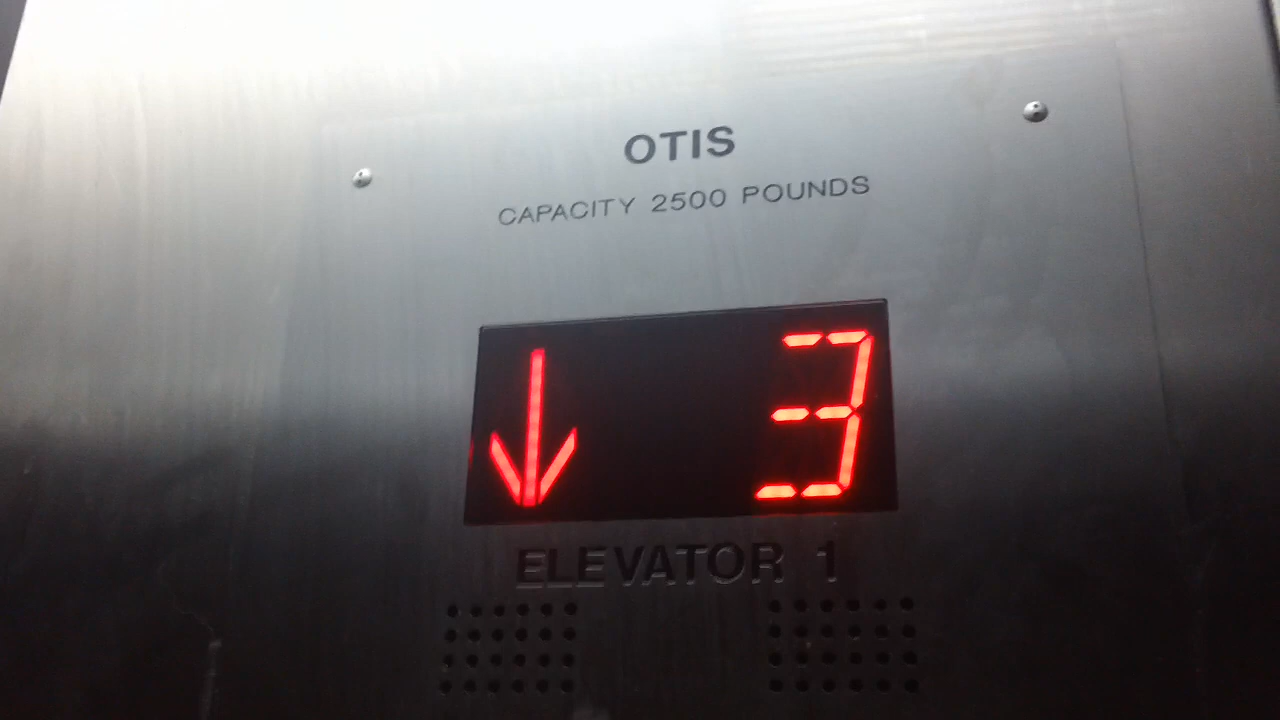 OTIS
CAPACITY 2500 POUNDS
↓ 3
ELEVATOR 1